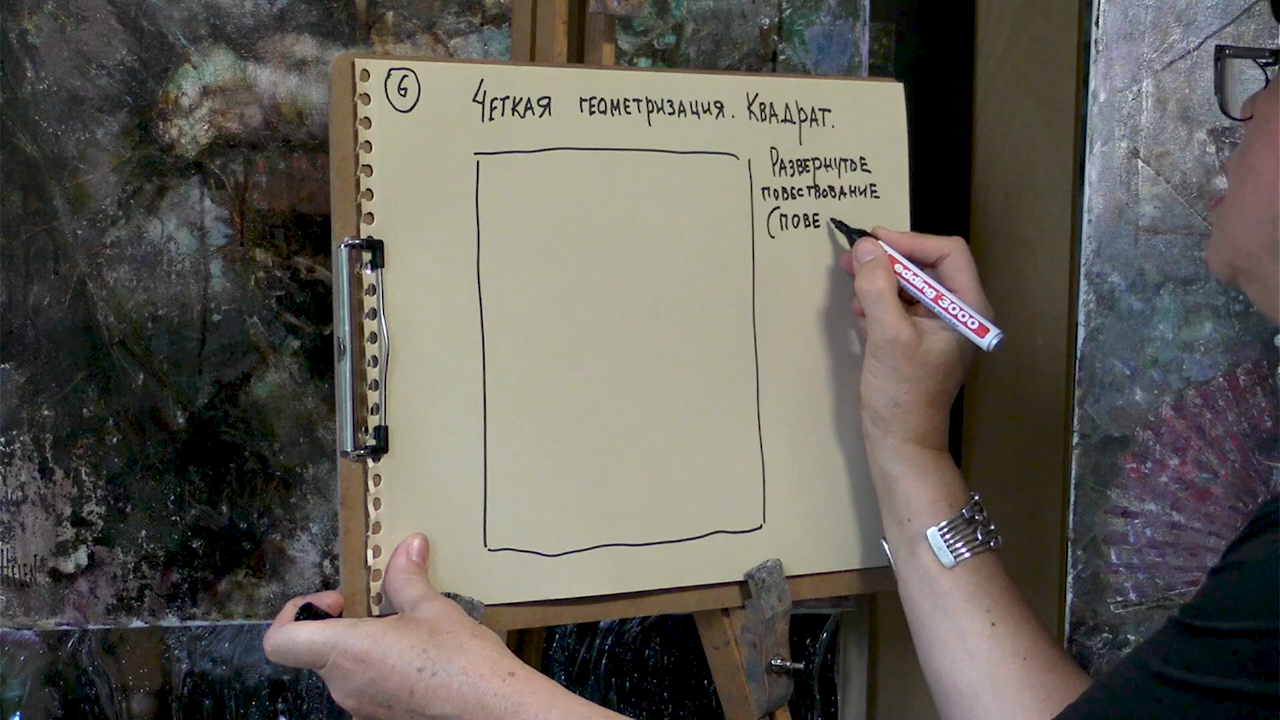 6
Четкая геометризация. Квадрат.
Развернутое
повествование
(пове
edding 3000